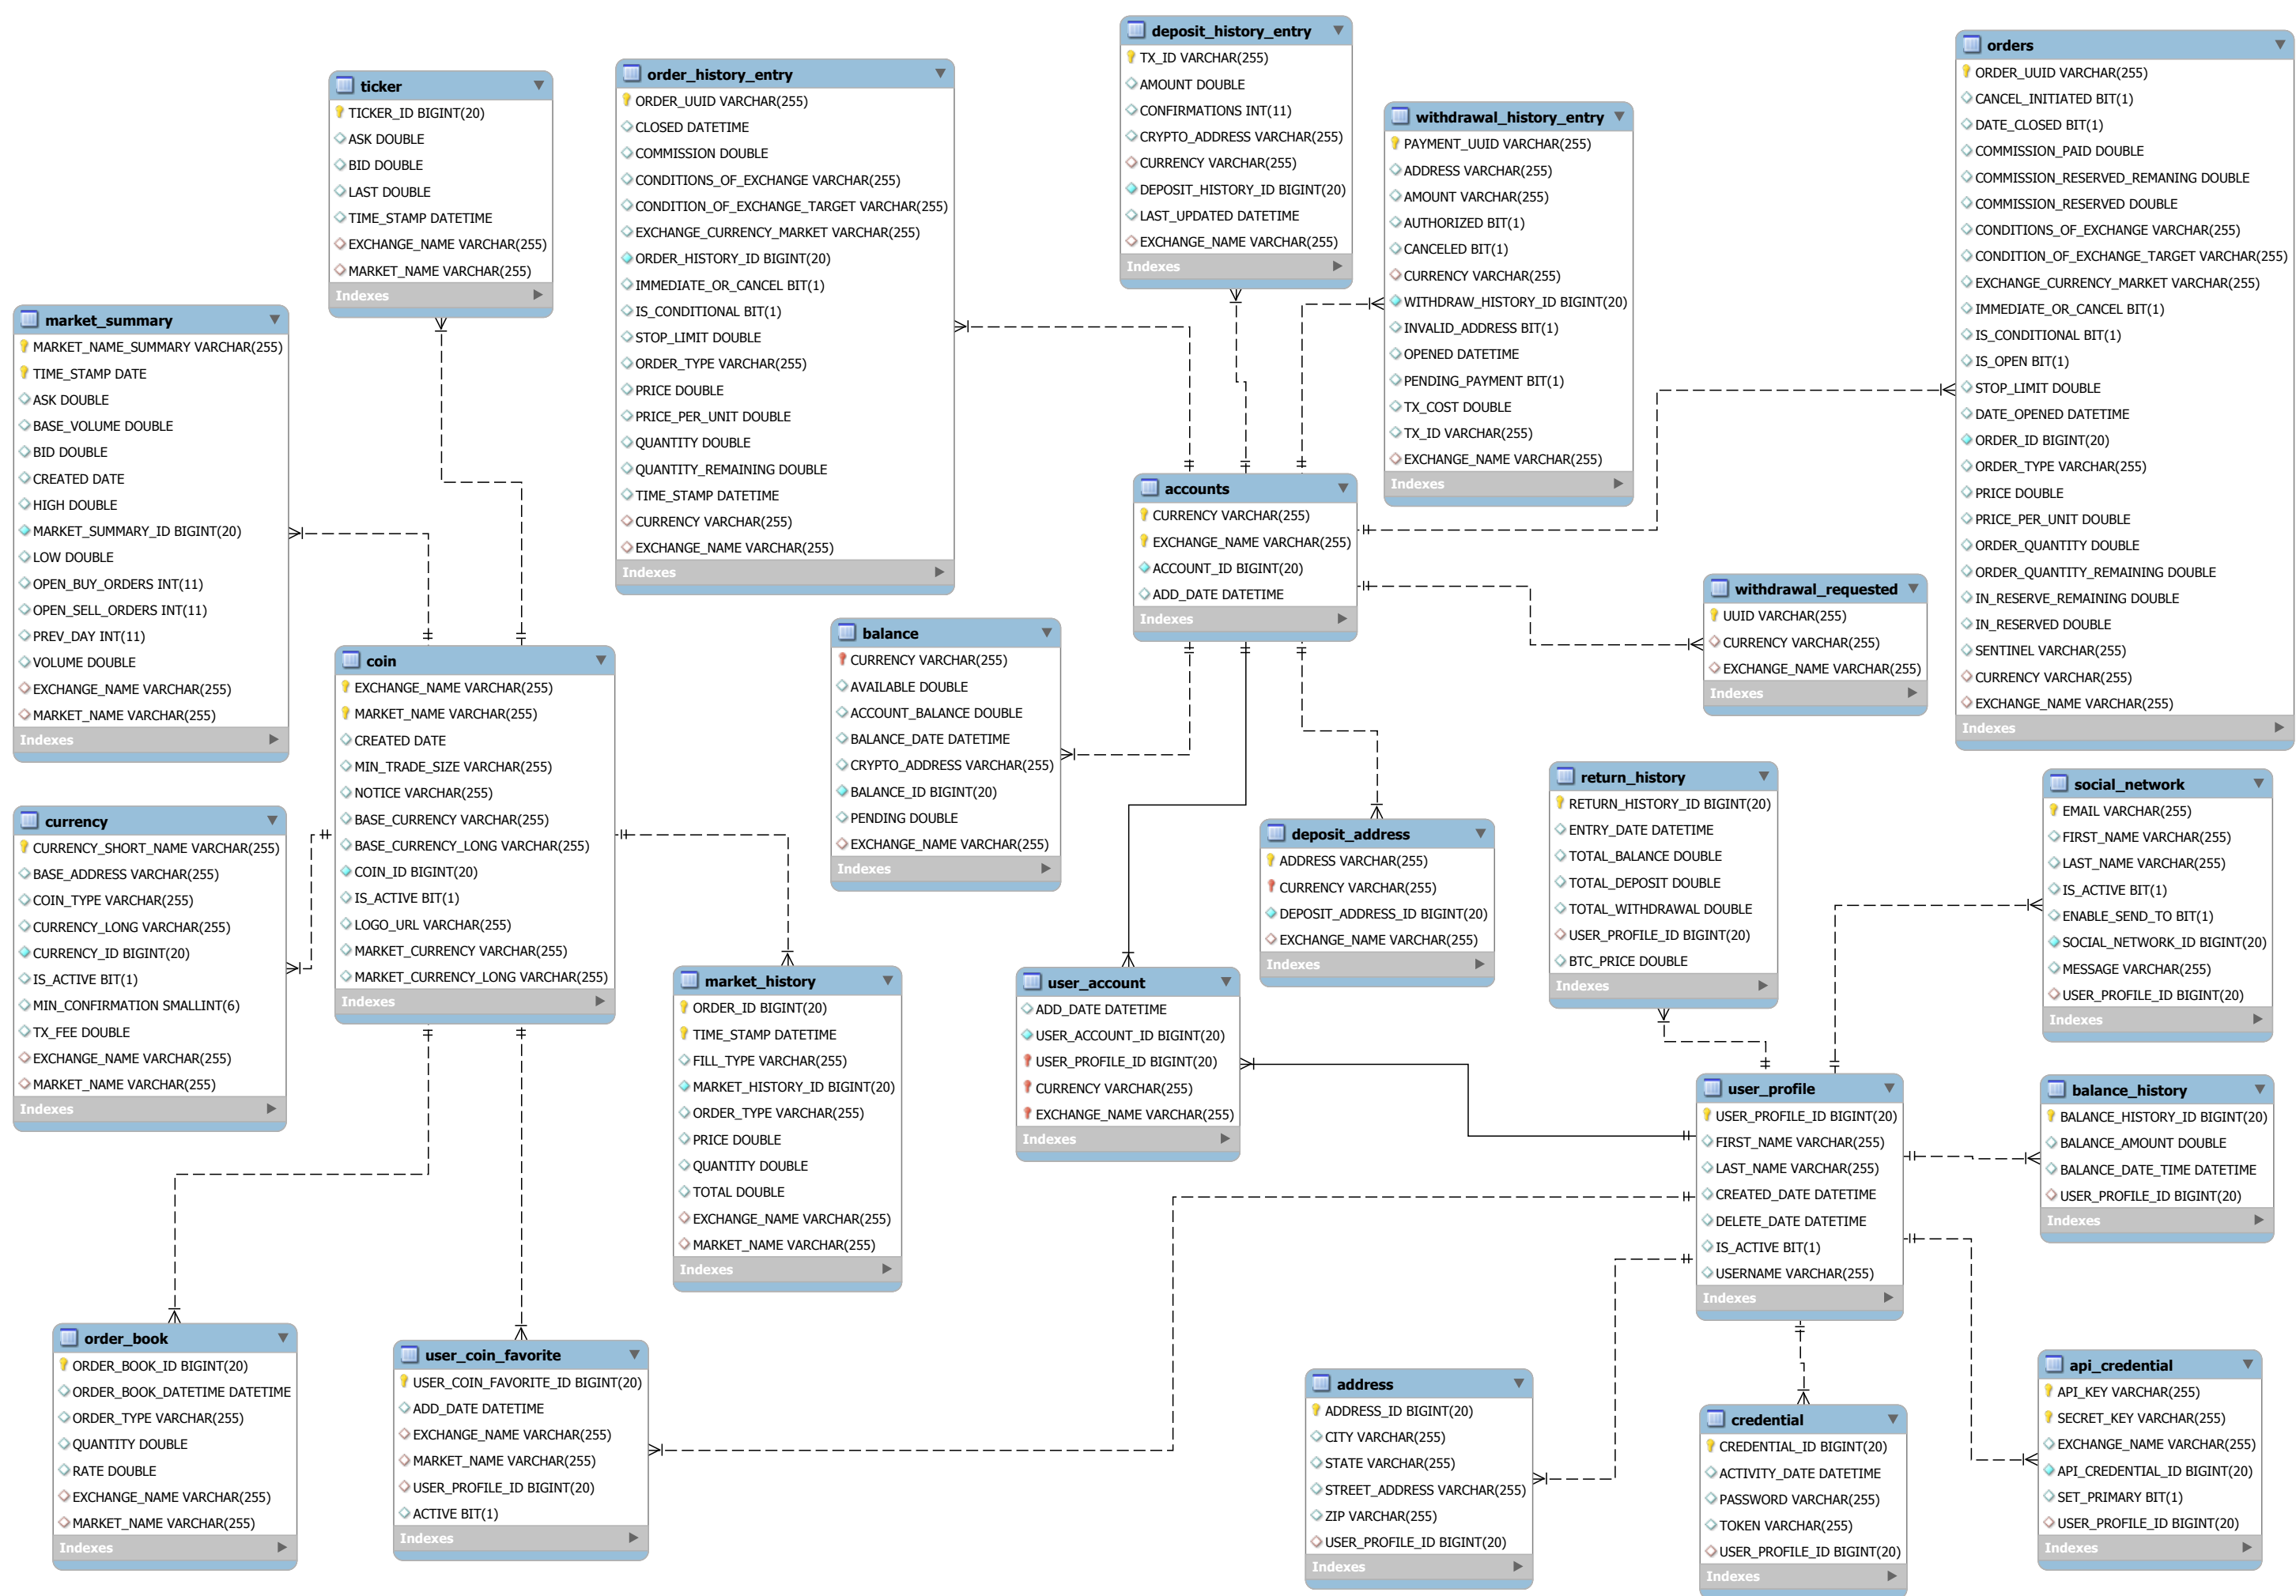 deposit_history_entry
TX_ID VARCHAR(255)
AMOUNT DOUBLE
CONFIRMATIONS INT(11)
CRYPTO_ADDRESS VARCHAR(255)
CURRENCY VARCHAR(255)
DEPOSIT_HISTORY_ID BIGINT(20)
LAST_UPDATED DATETIME
EXCHANGE_NAME VARCHAR(255)
Indexes
orders
ORDER_UUID VARCHAR(255)
CANCEL_INITIATED BIT(1)
DATE_CLOSED BIT(1)
COMMISSION_PAID DOUBLE
COMMISSION_RESERVED_REMANING DOUBLE
COMMISSION_RESERVED DOUBLE
CONDITIONS_OF_EXCHANGE VARCHAR(255)
CONDITION_OF_EXCHANGE_TARGET VARCHAR(255)
EXCHANGE_CURRENCY_MARKET VARCHAR(255)
IMMEDIATE_OR_CANCEL BIT(1)
IS_CONDITIONAL BIT(1)
IS_OPEN BIT(1)
STOP_LIMIT DOUBLE
DATE_OPENED DATETIME
ORDER_ID BIGINT(20)
ORDER_TYPE VARCHAR(255)
PRICE DOUBLE
PRICE_PER_UNIT DOUBLE
ORDER_QUANTITY DOUBLE
ORDER_QUANTITY_REMAINING DOUBLE
IN_RESERVE_REMAINING DOUBLE
IN_RESERVED DOUBLE
SENTINEL VARCHAR(255)
CURRENCY VARCHAR(255)
EXCHANGE_NAME VARCHAR(255)
Indexes
order_history_entry
ORDER_UUID VARCHAR(255)
CLOSED DATETIME
COMMISSION DOUBLE
CONDITIONS_OF_EXCHANGE VARCHAR(255)
CONDITION_OF_EXCHANGE_TARGET VARCHAR(255)
EXCHANGE_CURRENCY_MARKET VARCHAR(255)
ORDER_HISTORY_ID BIGINT(20)
IMMEDIATE_OR_CANCEL BIT(1)
IS_CONDITIONAL BIT(1)
STOP_LIMIT DOUBLE
ORDER_TYPE VARCHAR(255)
PRICE DOUBLE
PRICE_PER_UNIT DOUBLE
QUANTITY DOUBLE
QUANTITY_REMAINING DOUBLE
TIME_STAMP DATETIME
CURRENCY VARCHAR(255)
EXCHANGE_NAME VARCHAR(255)
Indexes
ticker
TICKER_ID BIGINT(20)
ASK DOUBLE
BID DOUBLE
LAST DOUBLE
TIME_STAMP DATETIME
EXCHANGE_NAME VARCHAR(255)
MARKET_NAME VARCHAR(255)
Indexes
withdrawal_history_entry
PAYMENT_UUID VARCHAR(255)
ADDRESS VARCHAR(255)
AMOUNT VARCHAR(255)
AUTHORIZED BIT(1)
CANCELED BIT(1)
CURRENCY VARCHAR(255)
WITHDRAW_HISTORY_ID BIGINT(20)
INVALID_ADDRESS BIT(1)
OPENED DATETIME
PENDING_PAYMENT BIT(1)
TX_COST DOUBLE
TX_ID VARCHAR(255)
EXCHANGE_NAME VARCHAR(255)
Indexes
market_summary
MARKET_NAME_SUMMARY VARCHAR(255)
TIME_STAMP DATE
ASK DOUBLE
BASE_VOLUME DOUBLE
BID DOUBLE
CREATED DATE
HIGH DOUBLE
MARKET_SUMMARY_ID BIGINT(20)
LOW DOUBLE
OPEN_BUY_ORDERS INT(11)
OPEN_SELL_ORDERS INT(11)
PREV_DAY INT(11)
VOLUME DOUBLE
EXCHANGE_NAME VARCHAR(255)
MARKET_NAME VARCHAR(255)
Indexes
accounts
CURRENCY VARCHAR(255)
EXCHANGE_NAME VARCHAR(255)
ACCOUNT_ID BIGINT(20)
ADD_DATE DATETIME
Indexes
withdrawal_requested
UUID VARCHAR(255)
CURRENCY VARCHAR(255)
EXCHANGE_NAME VARCHAR(255)
Indexes
balance
CURRENCY VARCHAR(255)
AVAILABLE DOUBLE
ACCOUNT_BALANCE DOUBLE
BALANCE_DATE DATETIME
CRYPTO_ADDRESS VARCHAR(255)
BALANCE_ID BIGINT(20)
PENDING DOUBLE
EXCHANGE_NAME VARCHAR(255)
Indexes
coin
EXCHANGE_NAME VARCHAR(255)
MARKET_NAME VARCHAR(255)
CREATED DATE
MIN_TRADE_SIZE VARCHAR(255)
NOTICE VARCHAR(255)
BASE_CURRENCY VARCHAR(255)
BASE_CURRENCY_LONG VARCHAR(255)
COIN_ID BIGINT(20)
IS_ACTIVE BIT(1)
LOGO_URL VARCHAR(255)
MARKET_CURRENCY VARCHAR(255)
MARKET_CURRENCY_LONG VARCHAR(255)
Indexes
return_history
RETURN_HISTORY_ID BIGINT(20)
ENTRY_DATE DATETIME
TOTAL_BALANCE DOUBLE
TOTAL_DEPOSIT DOUBLE
TOTAL_WITHDRAWAL DOUBLE
USER_PROFILE_ID BIGINT(20)
BTC_PRICE DOUBLE
Indexes
social_network
EMAIL VARCHAR(255)
FIRST_NAME VARCHAR(255)
LAST_NAME VARCHAR(255)
IS_ACTIVE BIT(1)
ENABLE_SEND_TO BIT(1)
SOCIAL_NETWORK_ID BIGINT(20)
MESSAGE VARCHAR(255)
USER_PROFILE_ID BIGINT(20)
Indexes
currency
CURRENCY_SHORT_NAME VARCHAR(255)
BASE_ADDRESS VARCHAR(255)
COIN_TYPE VARCHAR(255)
CURRENCY_LONG VARCHAR(255)
CURRENCY_ID BIGINT(20)
IS_ACTIVE BIT(1)
MIN_CONFIRMATION SMALLINT(6)
TX_FEE DOUBLE
EXCHANGE_NAME VARCHAR(255)
MARKET_NAME VARCHAR(255)
Indexes
deposit_address
ADDRESS VARCHAR(255)
CURRENCY VARCHAR(255)
DEPOSIT_ADDRESS_ID BIGINT(20)
EXCHANGE_NAME VARCHAR(255)
Indexes
market_history
ORDER_ID BIGINT(20)
TIME_STAMP DATETIME
FILL_TYPE VARCHAR(255)
MARKET_HISTORY_ID BIGINT(20)
ORDER_TYPE VARCHAR(255)
PRICE DOUBLE
QUANTITY DOUBLE
TOTAL DOUBLE
EXCHANGE_NAME VARCHAR(255)
MARKET_NAME VARCHAR(255)
Indexes
user_account
ADD_DATE DATETIME
USER_ACCOUNT_ID BIGINT(20)
USER_PROFILE_ID BIGINT(20)
CURRENCY VARCHAR(255)
EXCHANGE_NAME VARCHAR(255)
Indexes
user_profile
USER_PROFILE_ID BIGINT(20)
FIRST_NAME VARCHAR(255)
LAST_NAME VARCHAR(255)
CREATED_DATE DATETIME
DELETE_DATE DATETIME
IS_ACTIVE BIT(1)
USERNAME VARCHAR(255)
Indexes
balance_history
BALANCE_HISTORY_ID BIGINT(20)
BALANCE_AMOUNT DOUBLE
BALANCE_DATE_TIME DATETIME
USER_PROFILE_ID BIGINT(20)
Indexes
order_book
ORDER_BOOK_ID BIGINT(20)
ORDER_BOOK_DATETIME DATETIME
ORDER_TYPE VARCHAR(255)
QUANTITY DOUBLE
RATE DOUBLE
EXCHANGE_NAME VARCHAR(255)
MARKET_NAME VARCHAR(255)
Indexes
user_coin_favorite
USER_COIN_FAVORITE_ID BIGINT(20)
ADD_DATE DATETIME
EXCHANGE_NAME VARCHAR(255)
MARKET_NAME VARCHAR(255)
USER_PROFILE_ID BIGINT(20)
ACTIVE BIT(1)
Indexes
address
ADDRESS_ID BIGINT(20)
CITY VARCHAR(255)
STATE VARCHAR(255)
STREET_ADDRESS VARCHAR(255)
ZIP VARCHAR(255)
USER_PROFILE_ID BIGINT(20)
Indexes
credential
CREDENTIAL_ID BIGINT(20)
ACTIVITY_DATE DATETIME
PASSWORD VARCHAR(255)
TOKEN VARCHAR(255)
USER_PROFILE_ID BIGINT(20)
Indexes
api_credential
API_KEY VARCHAR(255)
SECRET_KEY VARCHAR(255)
EXCHANGE_NAME VARCHAR(255)
API_CREDENTIAL_ID BIGINT(20)
SET_PRIMARY BIT(1)
USER_PROFILE_ID BIGINT(20)
Indexes